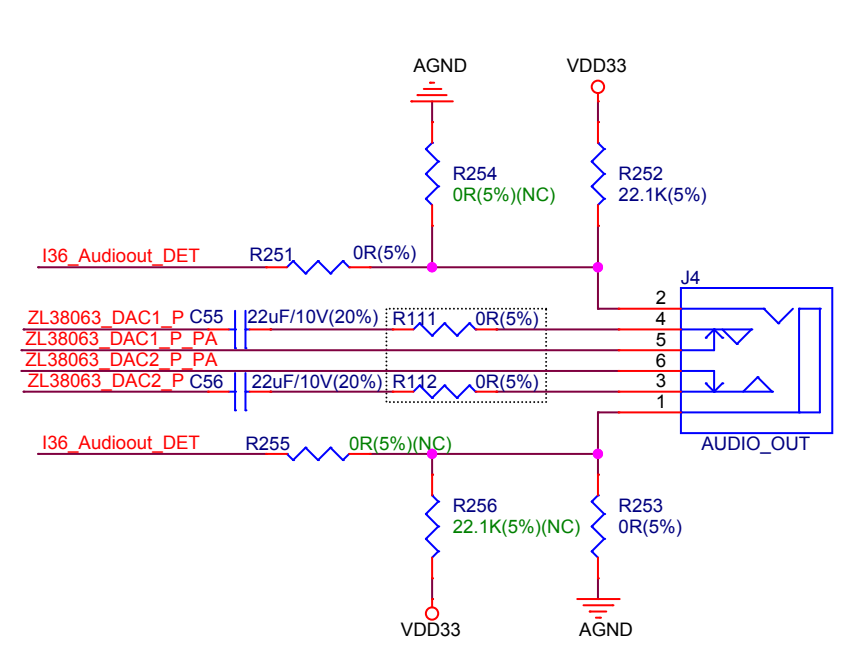 AGND
VDD33
R254
0R(5%)(NC)
R252
22.1K(5%)
I36_Audioout_DET
R251
0R(5%)
J4
2
ZL38063_DAC1_P
C55
22uF/10V(20%)
R111
0R(5%)
4
ZL38063_DAC1_P_PA
5
ZL38063_DAC2_P_PA
6
ZL38063_DAC2_P
C56
22uF/10V(20%)
R112
0R(5%)
3
1
I36_Audioout_DET
R255
0R(5%)(NC)
AUDIO_OUT
R256
22.1K(5%)(NC)
R253
0R(5%)
VDD33
AGND